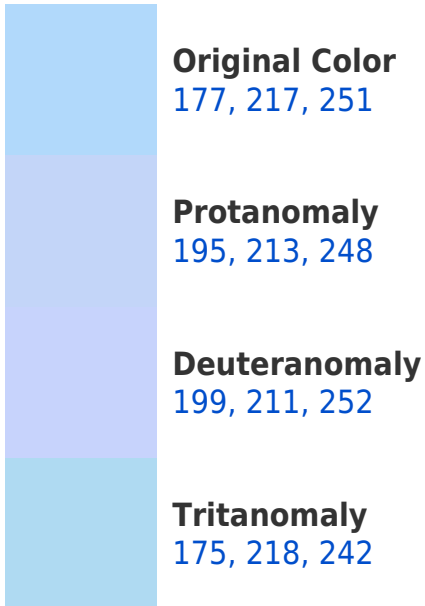 Original Color
177, 217, 251
Protanomaly
195, 213, 248
Deuteranomaly
199, 211, 252
Tritanomaly
175, 218, 242